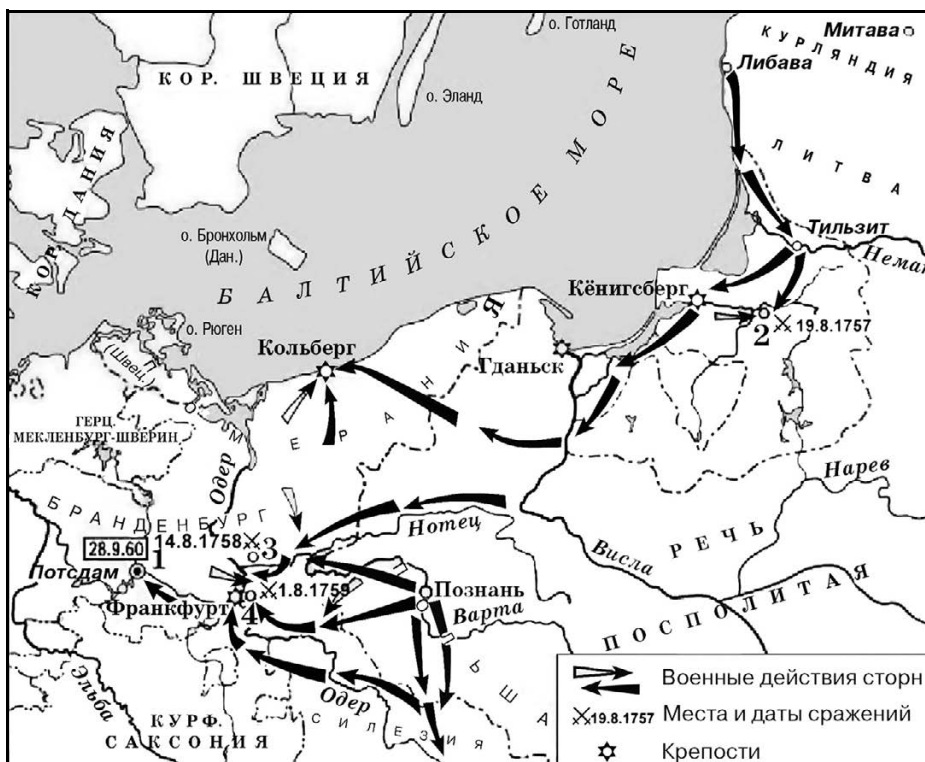 о. Готланд
Митава
КУРЛЯНДИЯ
Либава
КОР. ШВЕЦИЯ
о. Эланд
КОР. ДАНИЯ
ЛИТВА
БАЛТИЙСКОЕ МОРЕ
о. Бронхольм
(Дан.)
Тильзит
Неман
Кёнигсберг
2
19.8.1757
о. Рюген
(Швец.)
Кольберг
Гданьск
ПОМЕРАНИЯ
ГЕРЦ.
МЕКЛЕНБУРГ-ШВЕРИН
Одер
Нарев
БРАНДЕНБУРГ
14.8.1758
3
Нотец
РЕЧЬ
Висла
28.9.60
1
Потсдам
Франкфурт
4
1.8.1759
Познань
Варта
ПОСПОЛИТАЯ
Эльба
Одер
СИЛЕЗИЯ
КУРФ.
САКСОНИЯ
Военные действия сторн
19.8.1757 Места и даты сражений
Крепости